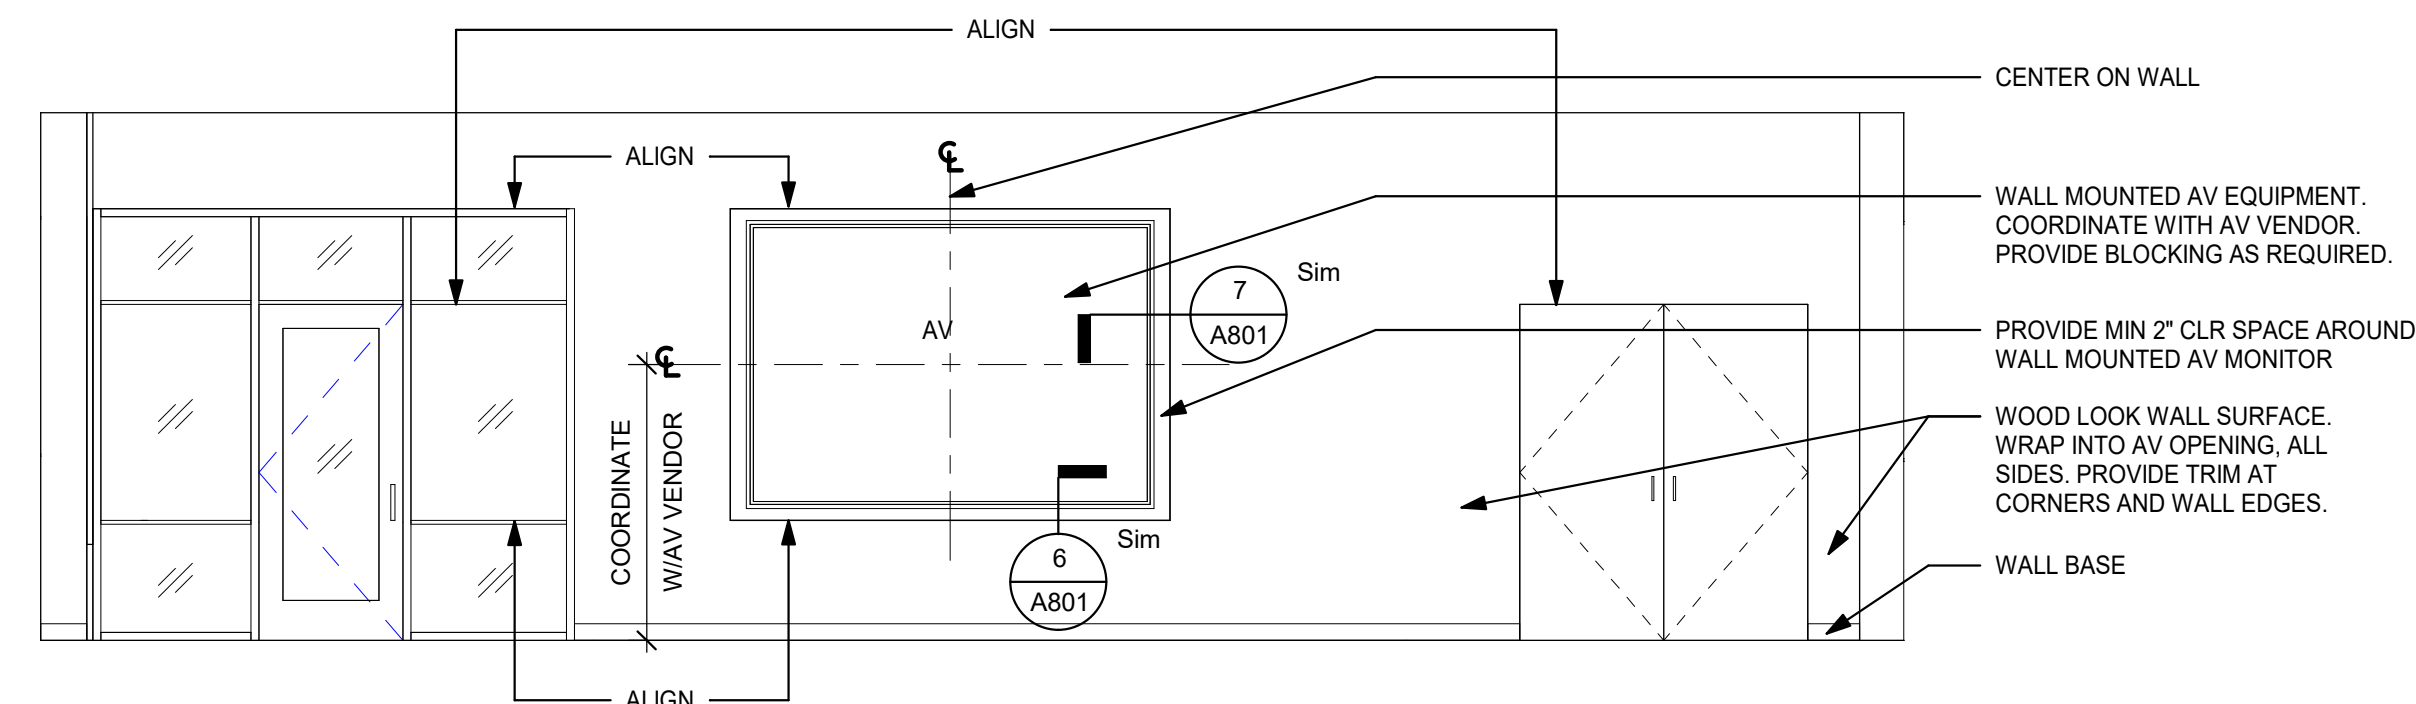 ALIGN
CENTER ON WALL
ALIGN
℄
WALL MOUNTED AV EQUIPMENT.
COORDINATE WITH AV VENDOR.
PROVIDE BLOCKING AS REQUIRED.
Sim
7
A801
AV
PROVIDE MIN 2" CLR SPACE AROUND
WALL MOUNTED AV MONITOR
℄
COORDINATE
W/AV VENDOR
WOOD LOOK WALL SURFACE.
WRAP INTO AV OPENING, ALL
SIDES. PROVIDE TRIM AT
CORNERS AND WALL EDGES.
Sim
6
A801
WALL BASE
ALIGN